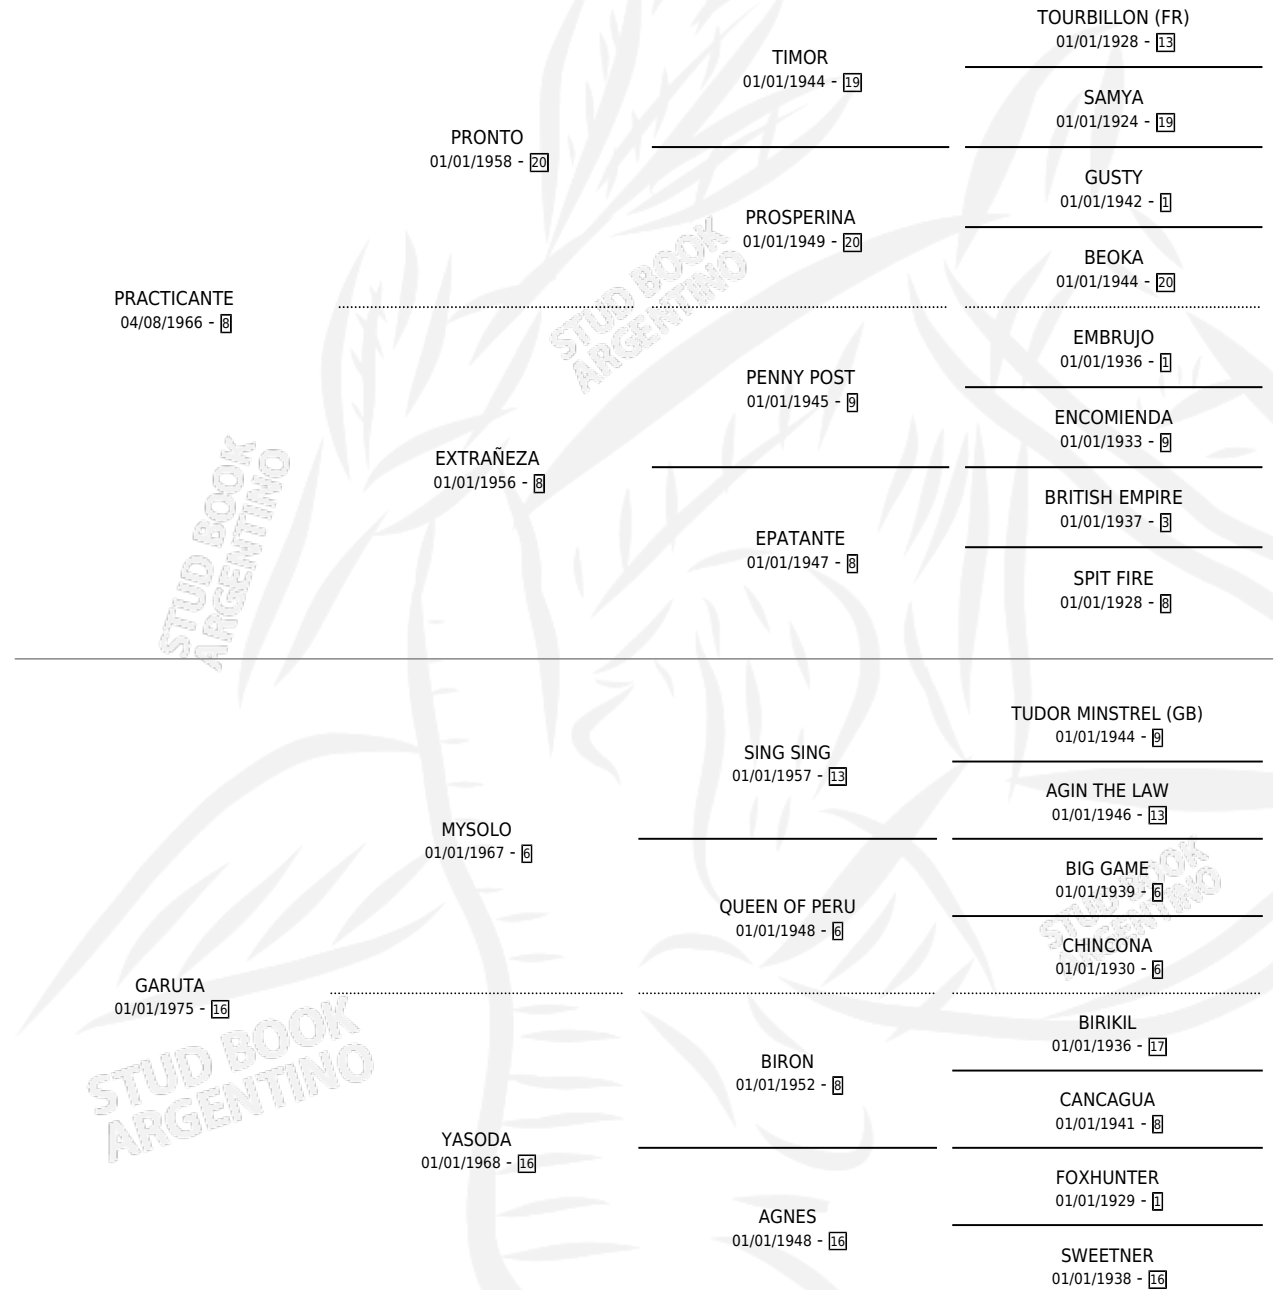 TOURBILLON (FR)
01/01/1928 - 13
TIMOR
01/01/1944 - 19
SAMYA
01/01/1924 - 19
PRONTO
01/01/1958 - 20
GUSTY
01/01/1942 - 1
PROSPERINA
01/01/1949 - 20
BEOKA
01/01/1944 - 20
PRACTICANTE
04/08/1966 - 8
EMBRUJO
01/01/1936 - 1
PENNY POST
01/01/1945 - 9
ENCOMIENDA
01/01/1933 - 9
EXTRAÑEZA
01/01/1956 - 8
BRITISH EMPIRE
01/01/1937 - 3
EPATANTE
01/01/1947 - 8
SPIT FIRE
01/01/1928 - 8
STUD BOOK
ARGENTINO
STUD BOOK
ARGENTINO
TUDOR MINSTREL (GB)
01/01/1944 - 9
SING SING
01/01/1957 - 13
AGIN THE LAW
01/01/1946 - 13
MYSOLO
01/01/1967 - 6
BIG GAME
01/01/1939 - 6
QUEEN OF PERU
01/01/1948 - 6
CHINCONA
01/01/1930 - 6
STUD BOOK
ARGENTINO
GARUTA
01/01/1975 - 16
BIRIKIL
01/01/1936 - 17
BIRON
01/01/1952 - 8
CANCAGUA
01/01/1941 - 8
YASODA
01/01/1968 - 16
FOXHUNTER
01/01/1929 - 1
AGNES
01/01/1948 - 16
SWEETNER
01/01/1938 - 16
STUD BOOK
ARGENTINO